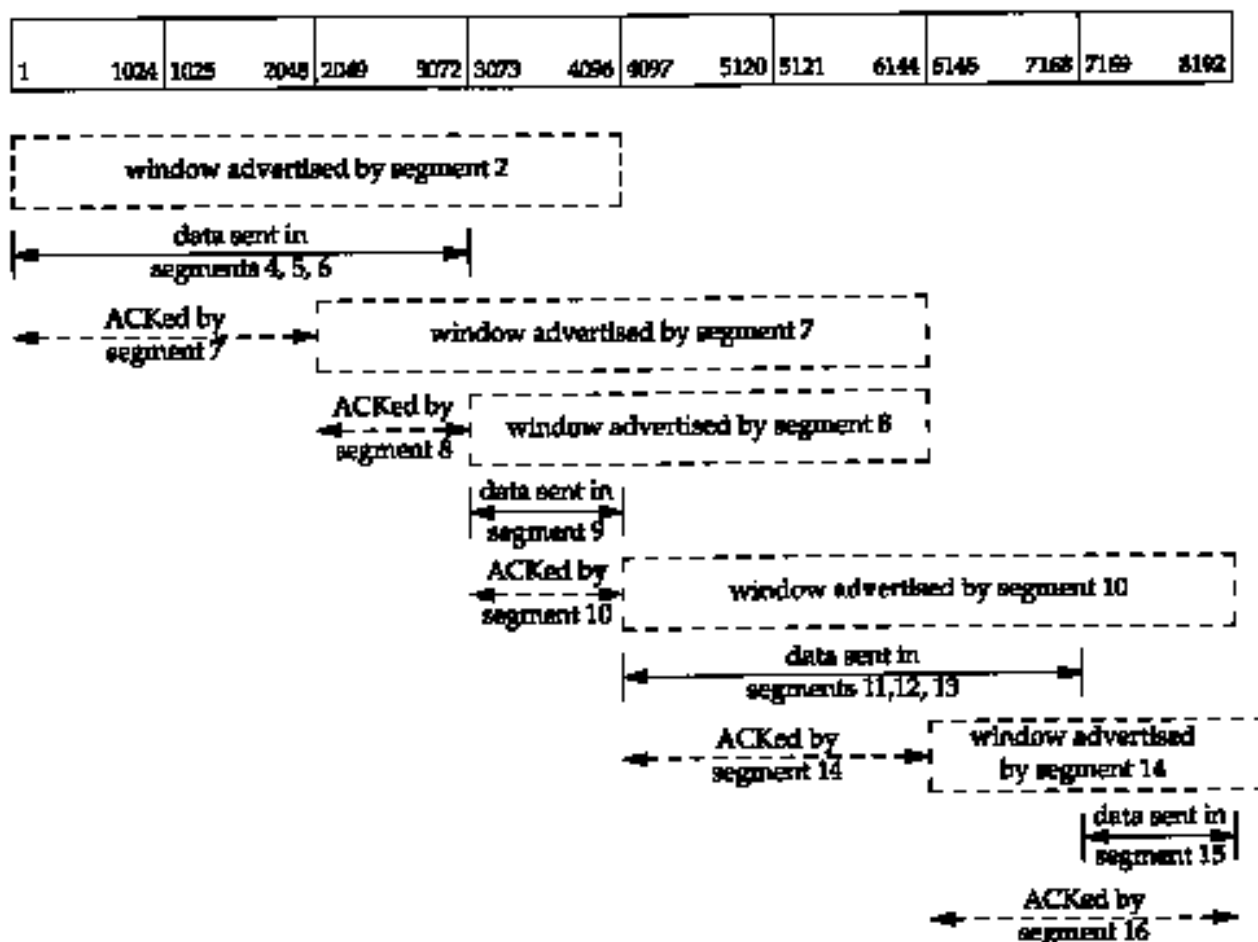 1 1024 1025 2048 2049 3072 3073 4096 4097 5120 5121 6144 6145 7168 7169 8192
window advertised by segment 2
data sent in
segments 4, 5, 6
ACKed by
segment 7
window advertised by segment 7
ACKed by
segment 8
window advertised by segment 8
data sent in
segment 9
ACKed by
segment 10
window advertised by segment 10
data sent in
segments 11,12, 13
ACKed by
segment 14
window advertised
by segment 14
data sent in
segment 15
ACKed by
segment 16